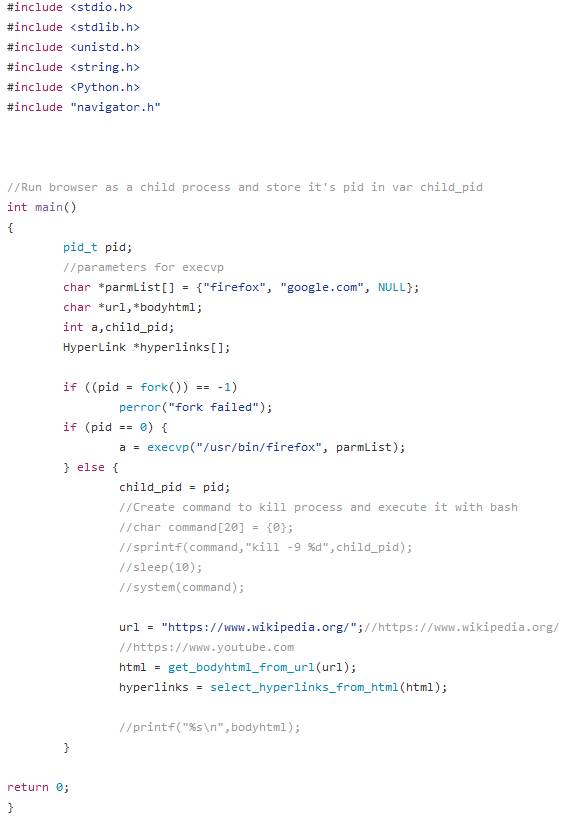 #include <stdio.h>
#include <stdlib.h>
#include <unistd.h>
#include <string.h>
#include <Python.h>
#include "navigator.h"
//Run browser as a child process and store it's pid in var child_pid
int main()
{
pid_t pid;
//parameters for execvp
char *parmList[] = {"firefox", "google.com", NULL};
char *url,*bodyhtml;
int a,child_pid;
HyperLink *hyperlinks[];
if ((pid = fork()) == -1)
perror("fork failed");
if (pid == 0) {
a = execvp("/usr/bin/firefox", parmList);
} else {
child_pid = pid;
//Create command to kill process and execute it with bash
//char command[20] = {0};
//sprintf(command,"kill -9 %d",child_pid);
//sleep(10);
//system(command);
url = "https://www.wikipedia.org/";//https://www.wikipedia.org/
//https://www.youtube.com
html = get_bodyhtml_from_url(url);
hyperlinks = select_hyperlinks_from_html(html);
//printf("%s\n",bodyhtml);
}
return 0;
}